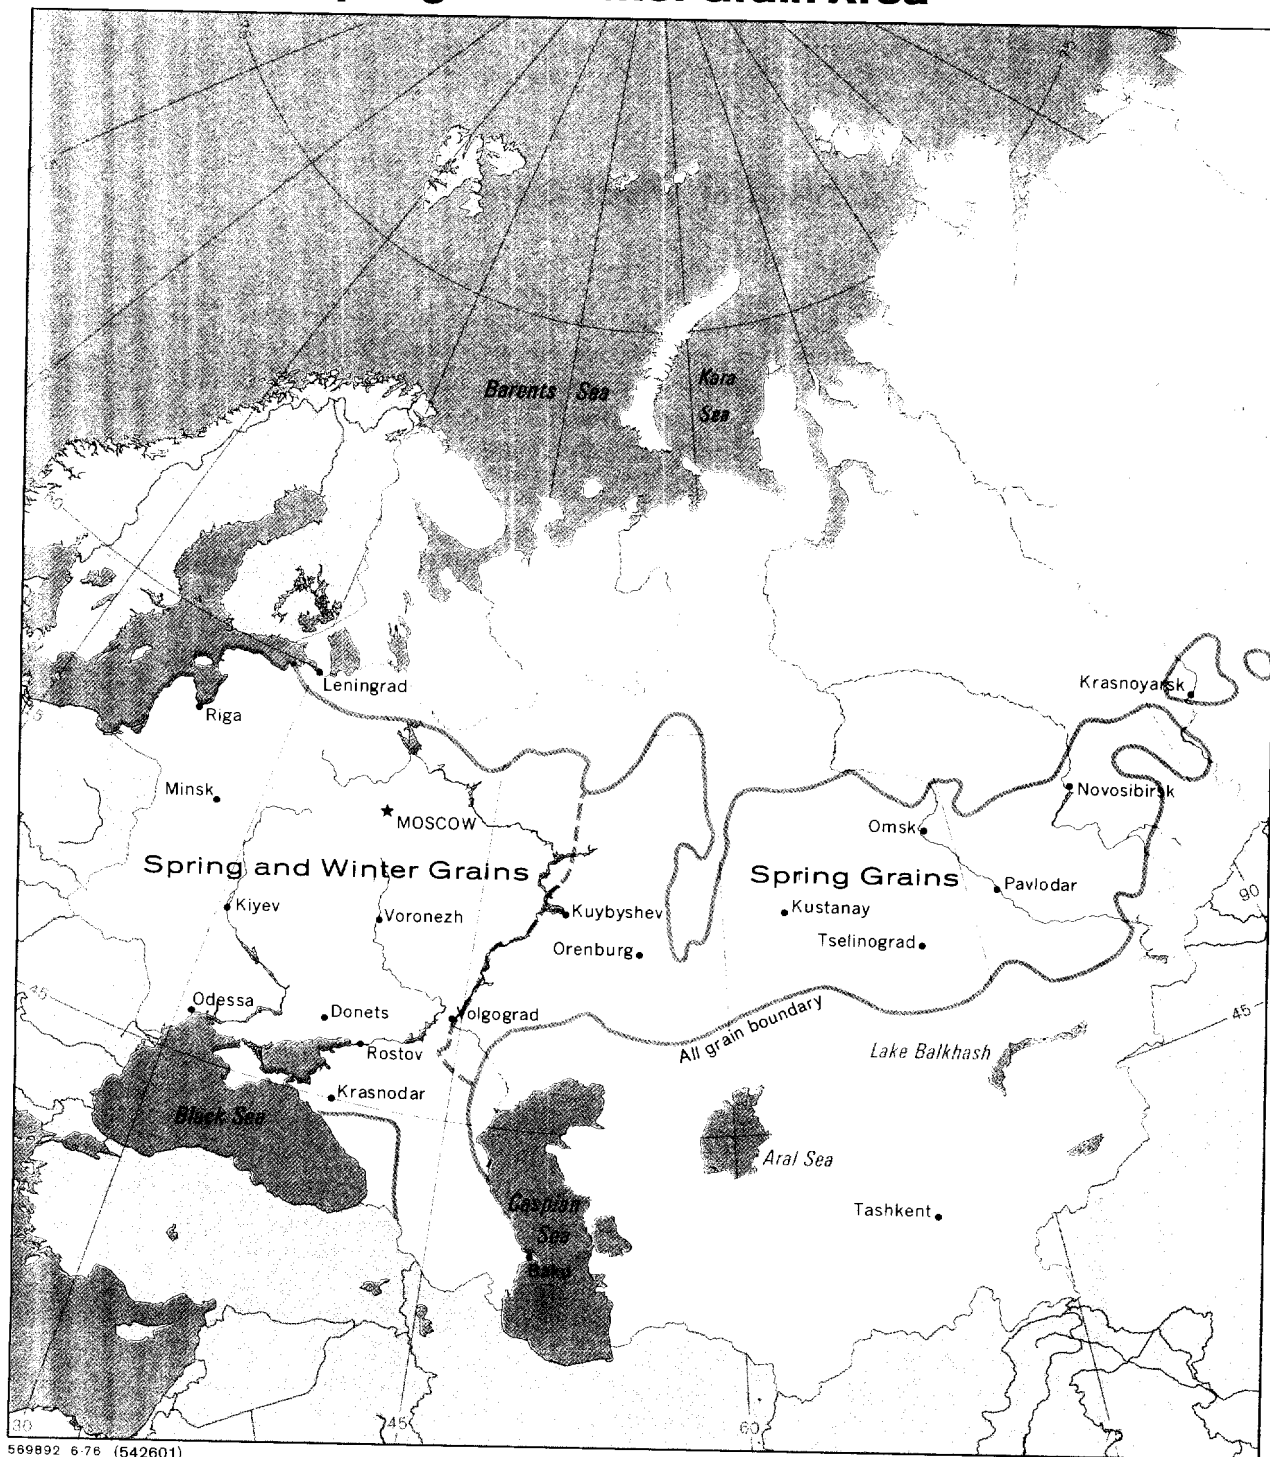 Grain Area
Barents Sea
Kara
Sea
Leningrad
Riga
Krasnoyarsk
Minsk
MOSCOW
Novosibirsk
Omsk
Spring and Winter Grains
Spring Grains
Pavlodar
90
Kiyev
Voronezh
Kuybyshev
Kustanay
Orenburg
Tselinograd
45
Odessa
Donets
Volgograd
45
Rostov
All grain boundary
Lake Balkhash
Krasnodar
Black Sea
Aral Sea
Caspian
Sea
Tashkent
Baku
30
45
60
569892 6-76 (542601)